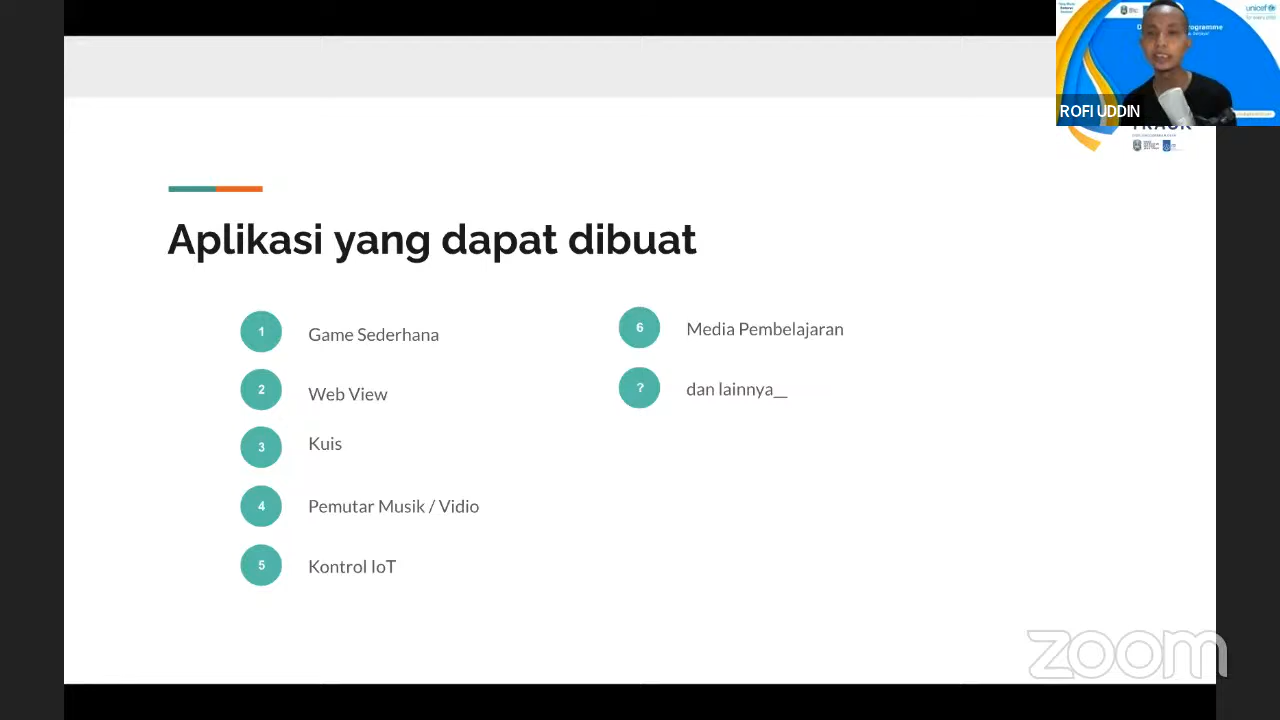 Aplikasi yang dapat dibuat
1 Game Sederhana
2 Web View
3 Kuis
4 Pemutar Musik / Vidio
5 Kontrol IoT
6 Media Pembelajaran
? dan lainnya__
unicef
ROFI UDDIN
zoom